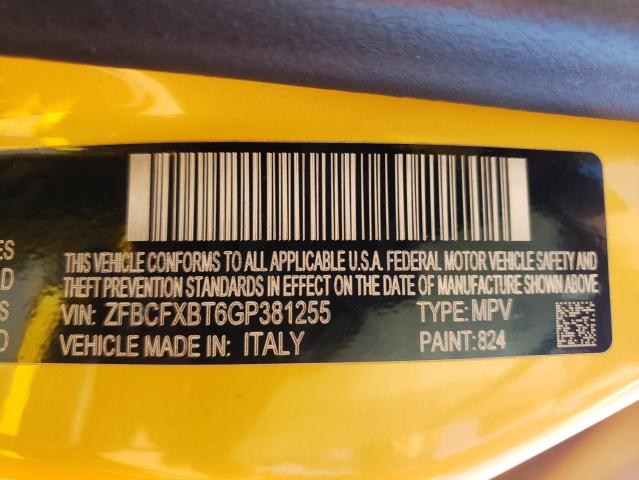 ES
D
S
D
THIS VEHICLE CONFORMS TO ALL APPLICABLE U.S.A. FEDERAL MOTOR VEHICLE SAFETY AND
THEFT PREVENTION STANDARDS IN EFFECT ON THE DATE OF MANUFACTURE SHOWN ABOVE
VIN: ZFBCFXBT6GP381255 TYPE: MPV
VEHICLE MADE IN: ITALY PAINT: 824